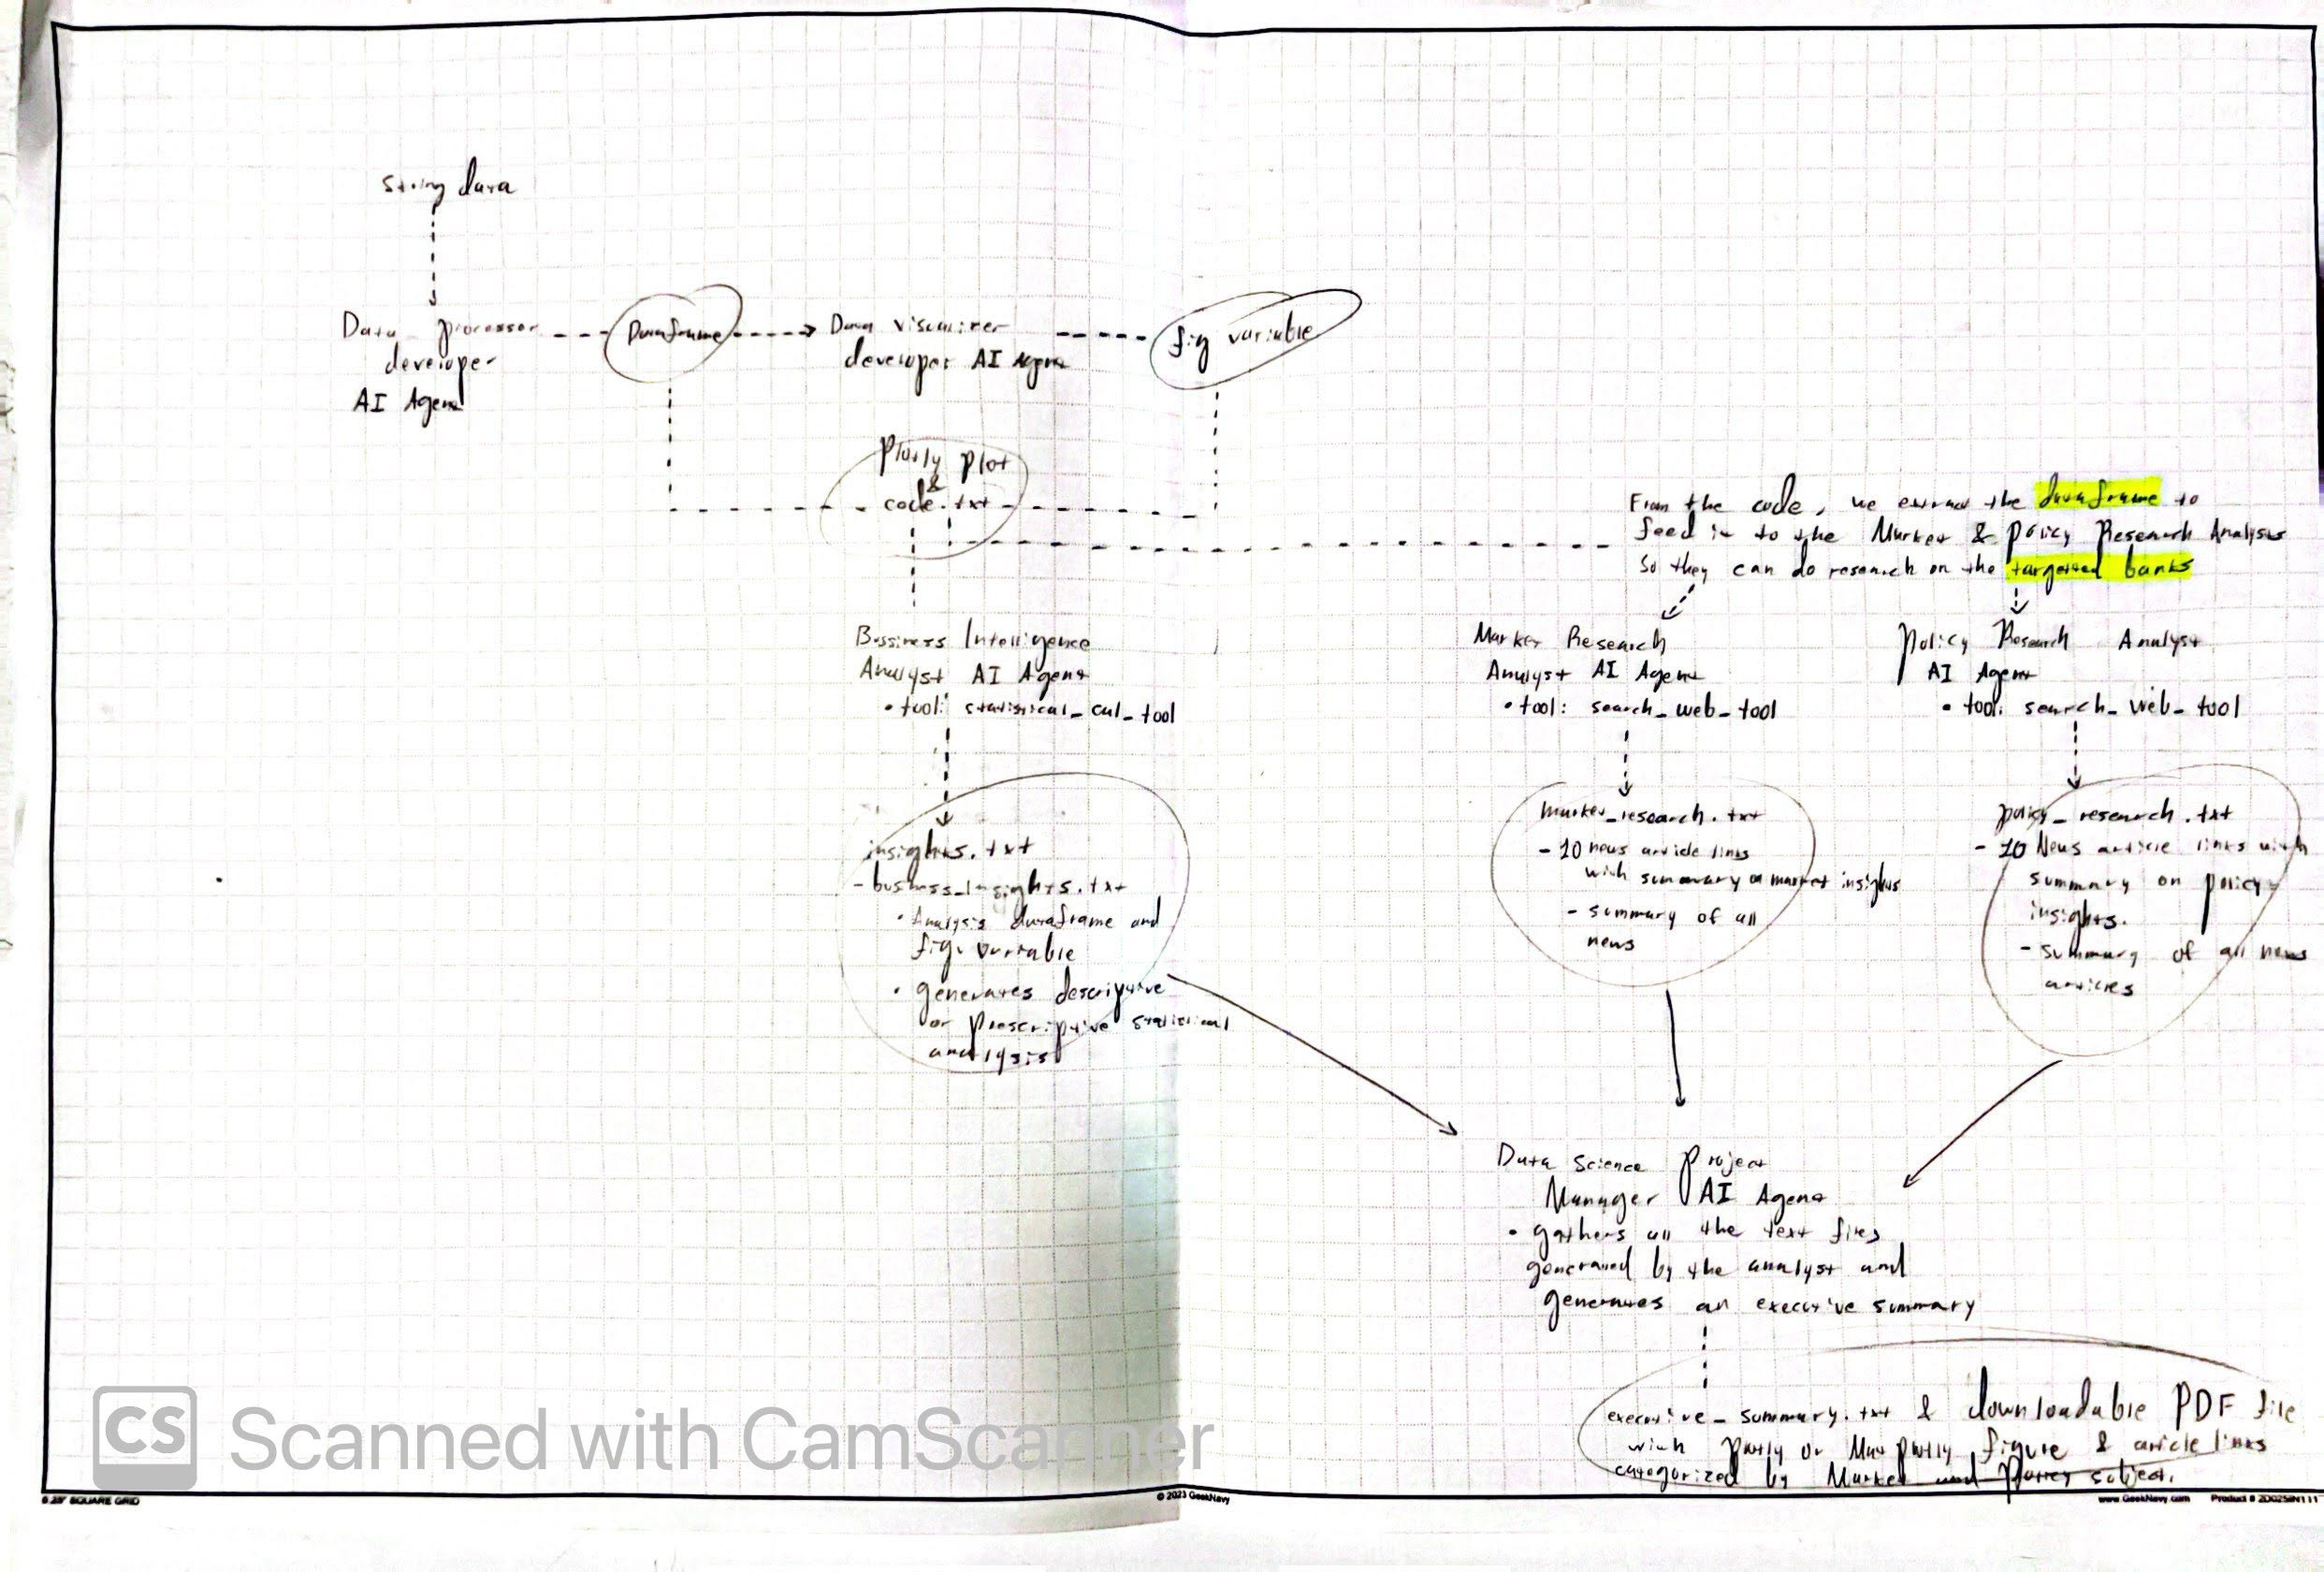 string data
Data processor
developer
AI Agent
Dataframe
Data visualizer
developer AI Agent
fig variable
plotly plot
&
code.txt
From the code, we extract the dataframe to
feed it to the Market & policy Research Analyst
so they can do research on the targetted banks
Bussiness Intelligence
Analyst AI Agent
• tool: statistical_cal_tool
Market Research
Analyst AI Agent
• tool: search_web_tool
Policy Research Analyst
AI Agent
• tool: search_web_tool
insights.txt
- business_insights.txt
• Analysis dataframe and
fig. variable
• generates descriptive
or prescriptive statistical
analysis
market_research.txt
- 10 news article links
with summary on market insights
- summary of all
news
policy_research.txt
- 10 News article links with
summary on policy
insights.
- summary of all news
articles
Data Science Project
Manager AI Agent
• gathers all the text files
generated by the analyst and
generates an executive summary
executive_summary.txt & downloadable PDF file
with plotly or Matplotly figure & article links
categorized by Market and Policy subject.
CS Scanned with CamScanner
SQUARE GRID
© 2023 GeekNavy
www.GeekNavy.com Product #